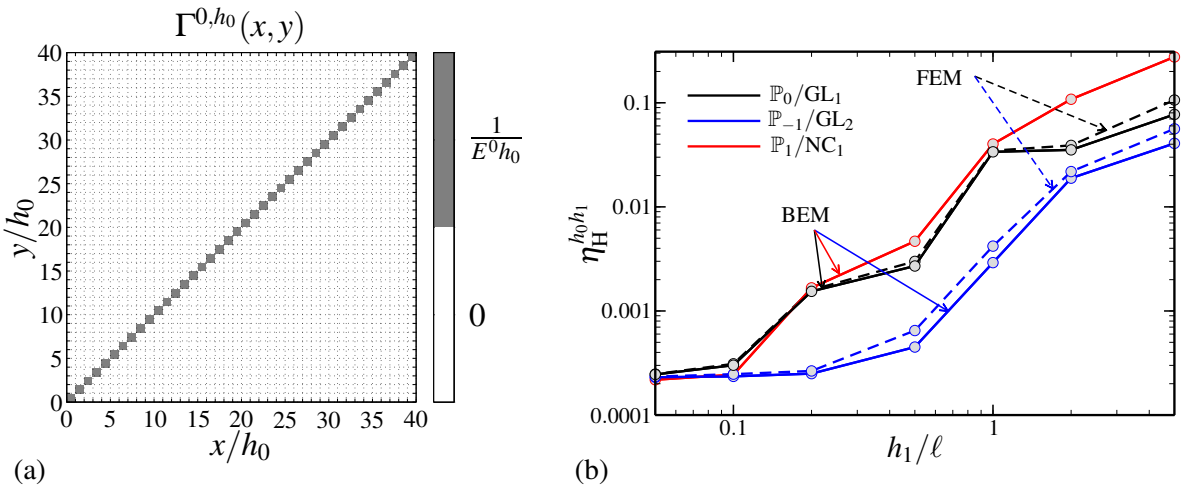 Γ^{0,h_0}(x, y)
40
35
30
25
20
15
10
5
0
0 5 10 15 20 25 30 35 40
y/h_0
x/h_0
1/(E^0 h_0)
0
(a)
FEM
ℙ_0/GL_1
ℙ_{-1}/GL_2
ℙ_1/NC_1
BEM
0.1
0.01
0.001
0.0001
0.1 1
η_H^{h_0 h_1}
h_1/ℓ
(b)